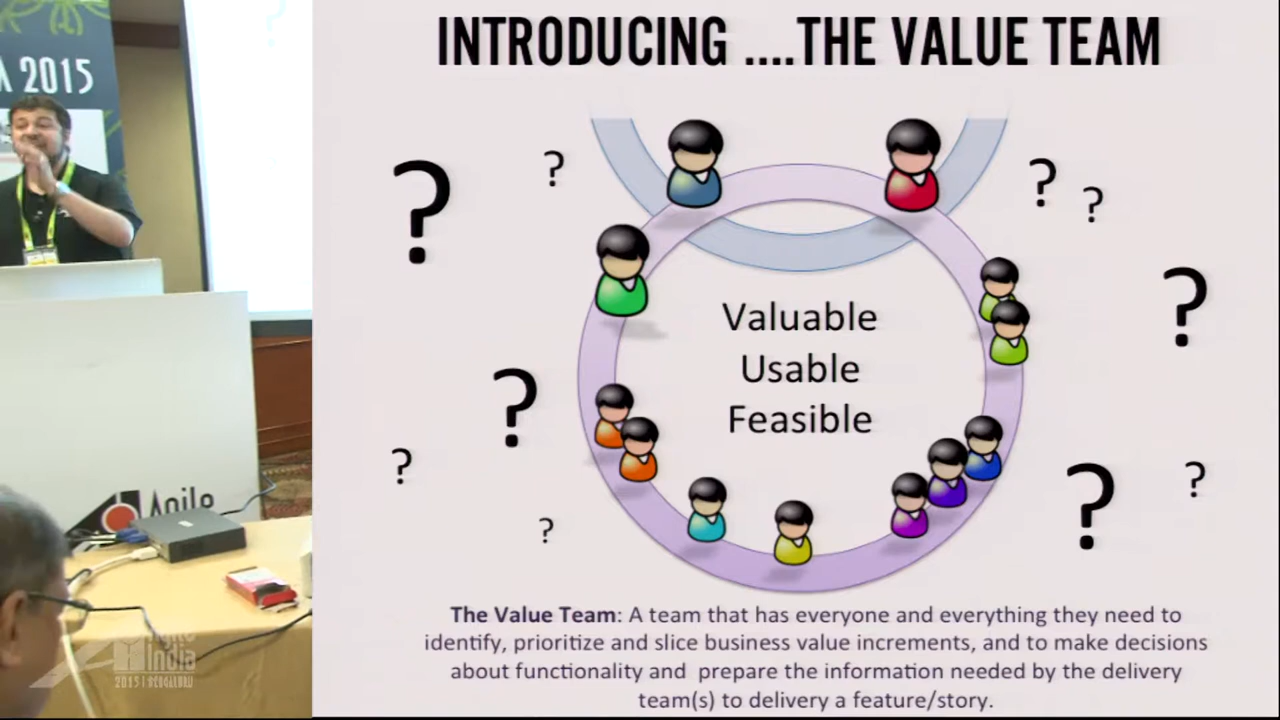 INTRODUCING ....THE VALUE TEAM
A 2015
?
?
?
?
?
?
?
?
?
?
?
Valuable
Usable
Feasible
Agile
The Value Team: A team that has everyone and everything they need to
identify, prioritize and slice business value increments, and to make decisions
about functionality and prepare the information needed by the delivery
team(s) to delivery a feature/story.
India
2015 | BENGALURU